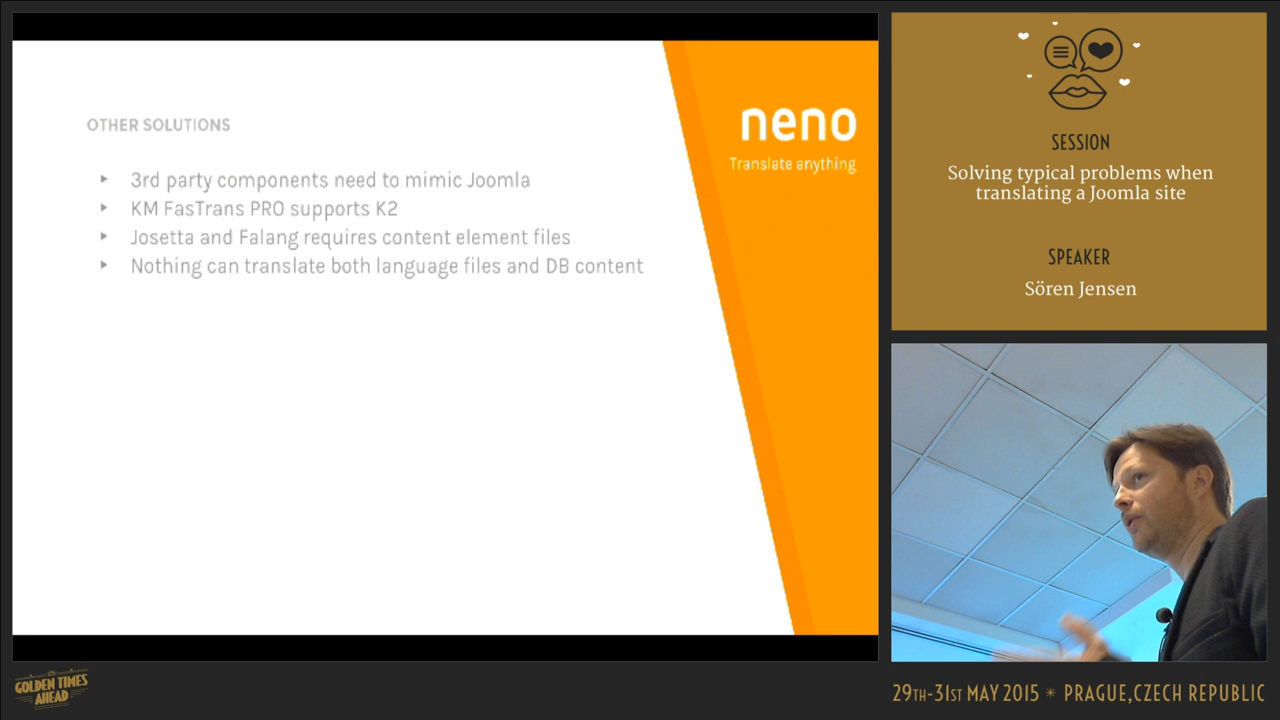 OTHER SOLUTIONS
3rd party components need to mimic Joomla
KM FasTrans PRO supports K2
Josetta and Falang requires content element files
Nothing can translate both language files and DB content
neno
Translate anything
SESSION
Solving typical problems when
translating a Joomla site
SPEAKER
Sören Jensen
GOLDEN TIMES
AHEAD
29TH-31ST MAY 2015 * PRAGUE,CZECH REPUBLIC